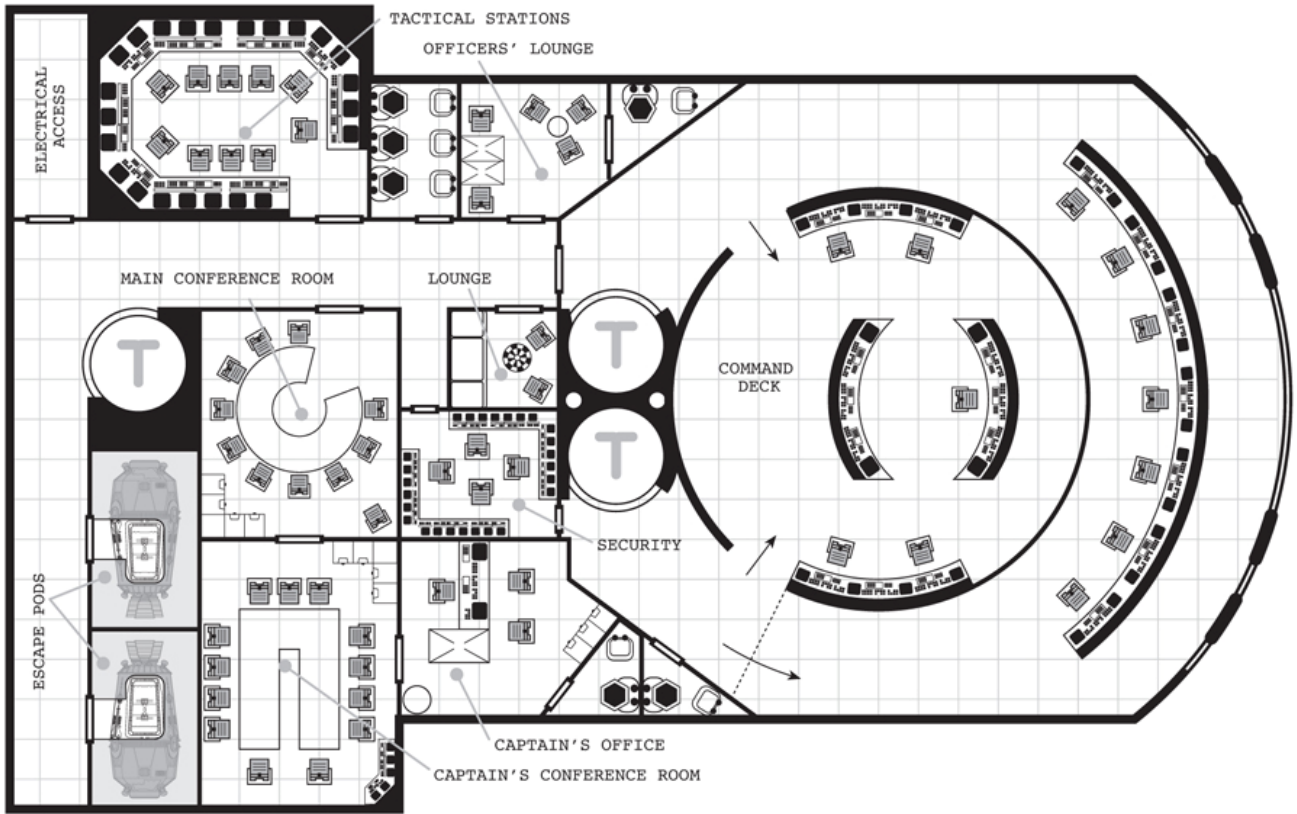 TACTICAL STATIONS
OFFICERS' LOUNGE
ELECTRICAL
ACCESS
MAIN CONFERENCE ROOM
LOUNGE
T
T
COMMAND
DECK
T
SECURITY
ESCAPE PODS
CAPTAIN'S OFFICE
CAPTAIN'S CONFERENCE ROOM